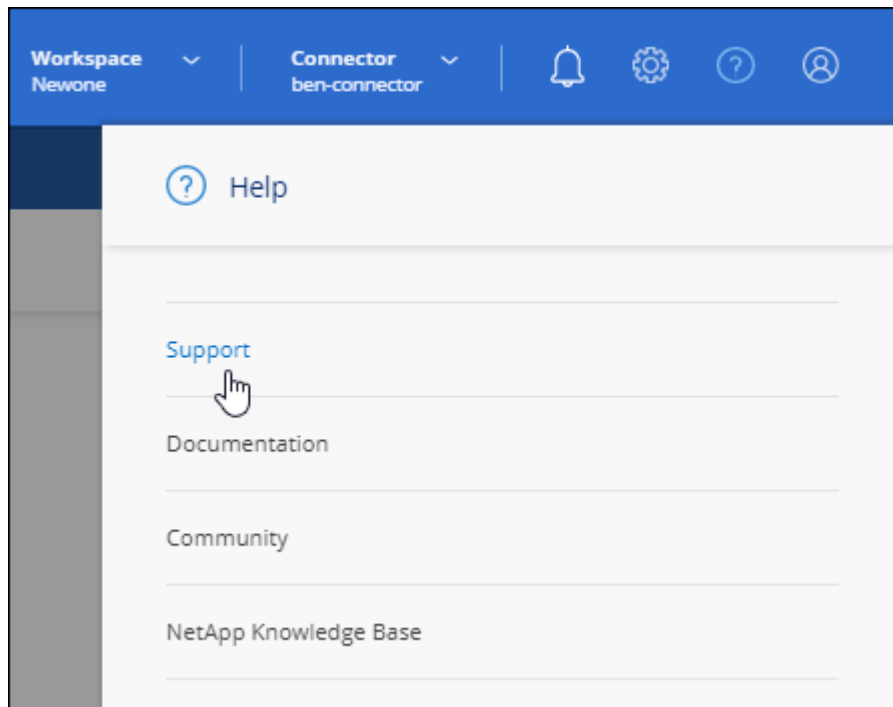 Workspace
Newone
Connector
ben-connector
Help
Support
Documentation
Community
NetApp Knowledge Base